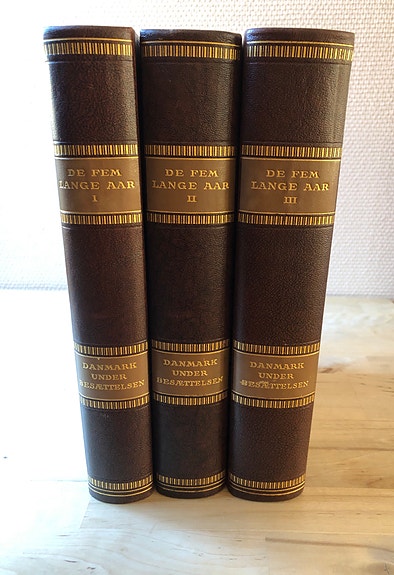 DE FEM
LANGE AAR
I
DANMARK
UNDER
BESÆTTELSEN
DE FEM
LANGE AAR
II
DANMARK
UNDER
BESÆTTELSEN
DE FEM
LANGE AAR
III
DANMARK
UNDER
BESÆTTELSEN